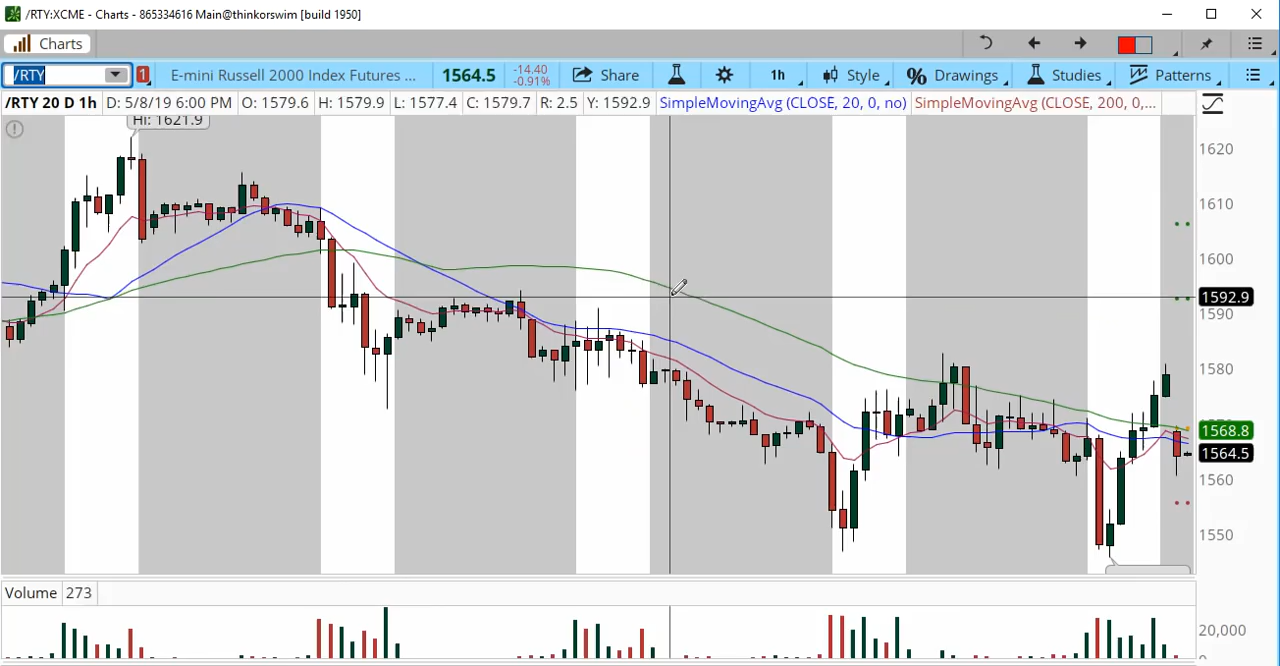 /RTY:XCME - Charts - 865334616 Main@thinkorswim [build 1950]
Charts
/RTY 1 E-mini Russell 2000 Index Futures ... 1564.5 -14.40 -0.91% Share 1h Style % Drawings Studies Patterns
/RTY 20 D 1h D: 5/8/19 6:00 PM O: 1579.6 H: 1579.9 L: 1577.4 C: 1579.7 R: 2.5 Y: 1592.9 SimpleMovingAvg (CLOSE, 20, 0, no) SimpleMovingAvg (CLOSE, 200, 0,...
Hi: 1621.9
1620
1610
1600
1592.9
1590
1580
1568.8
1564.5
1560
1550
Volume 273
20,000